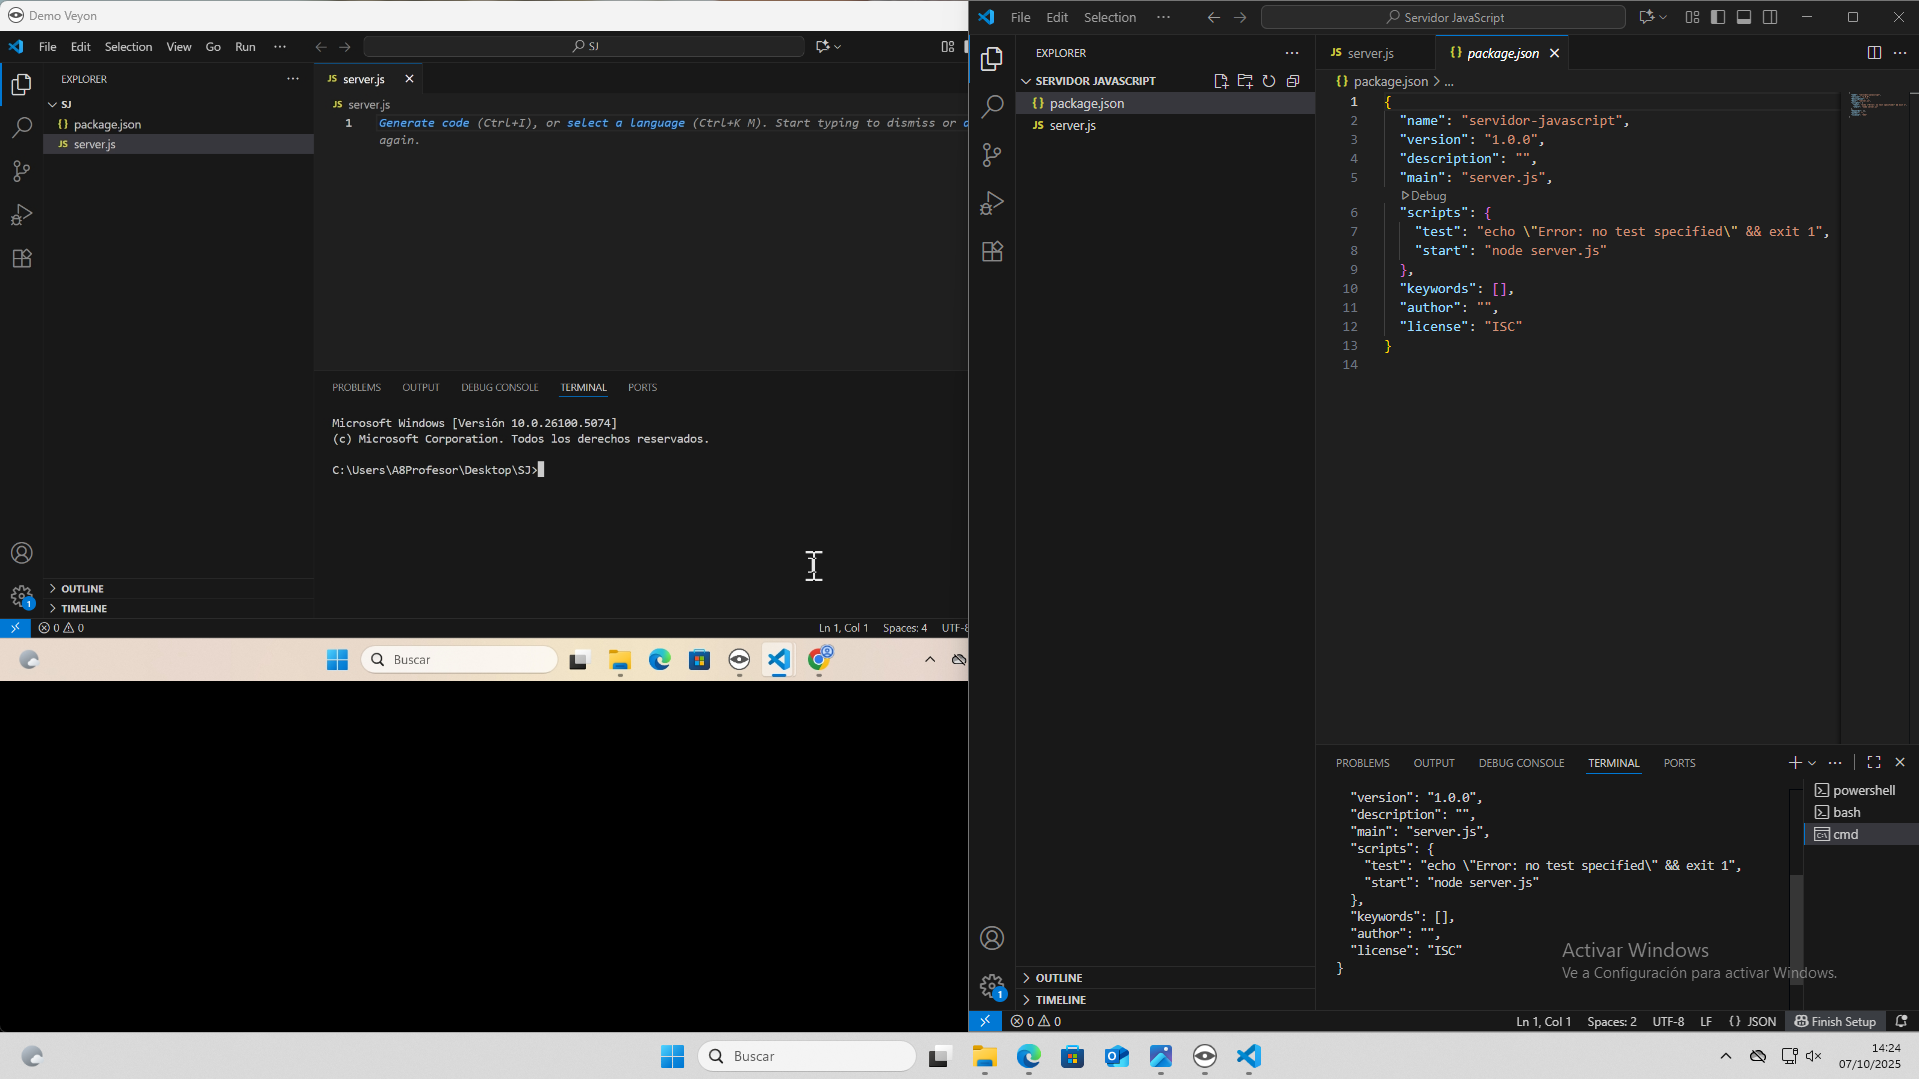 Demo Veyon
File Edit Selection View Go Run ··· SJ
EXPLORER ···
SJ
{} package.json
JS server.js
JS server.js
JS server.js
1 Generate code (Ctrl+I), or select a language (Ctrl+K M). Start typing to dismiss or
again.
PROBLEMS OUTPUT DEBUG CONSOLE TERMINAL PORTS
Microsoft Windows [Versión 10.0.26100.5074]
(c) Microsoft Corporation. Todos los derechos reservados.
C:\Users\A8Profesor\Desktop\SJ>
OUTLINE
TIMELINE
1
0 0 Ln 1, Col 1 Spaces: 4 UTF-8
Buscar
File Edit Selection ··· Servidor JavaScript
EXPLORER ···
SERVIDOR JAVASCRIPT
{} package.json
JS server.js
JS server.js {} package.json
{} package.json > ...
1 {
2 "name": "servidor-javascript",
3 "version": "1.0.0",
4 "description": "",
5 "main": "server.js",
Debug
6 "scripts": {
7 "test": "echo \"Error: no test specified\" && exit 1",
8 "start": "node server.js"
9 },
10 "keywords": [],
11 "author": "",
12 "license": "ISC"
13 }
14
PROBLEMS OUTPUT DEBUG CONSOLE TERMINAL PORTS
"version": "1.0.0",
"description": "",
"main": "server.js",
"scripts": {
"test": "echo \"Error: no test specified\" && exit 1",
"start": "node server.js"
},
"keywords": [],
"author": "",
"license": "ISC"
}
powershell
bash
cmd
Activar Windows
Ve a Configuración para activar Windows.
OUTLINE
TIMELINE
1
0 0 Ln 1, Col 1 Spaces: 2 UTF-8 LF {} JSON Finish Setup
Buscar
14:24
07/10/2025